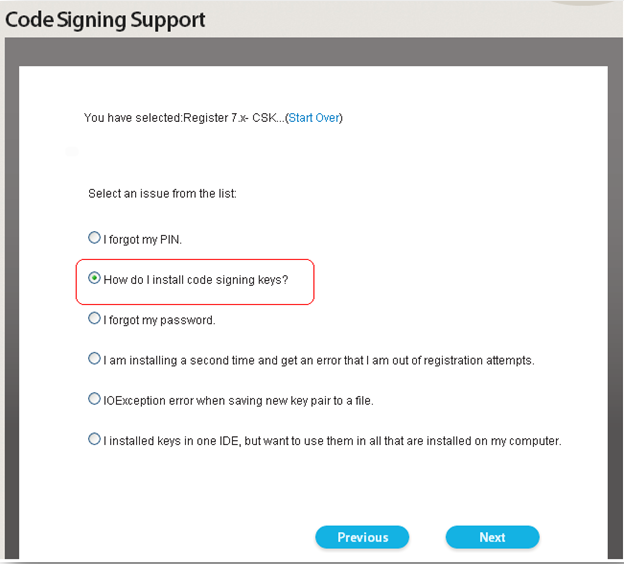 Code Signing Support
You have selected:Register 7.x- CSK...(Start Over)
Select an issue from the list:
I forgot my PIN.
How do I install code signing keys?
I forgot my password.
I am installing a second time and get an error that I am out of registration attempts.
IOException error when saving new key pair to a file.
I installed keys in one IDE, but want to use them in all that are installed on my computer.
Previous
Next